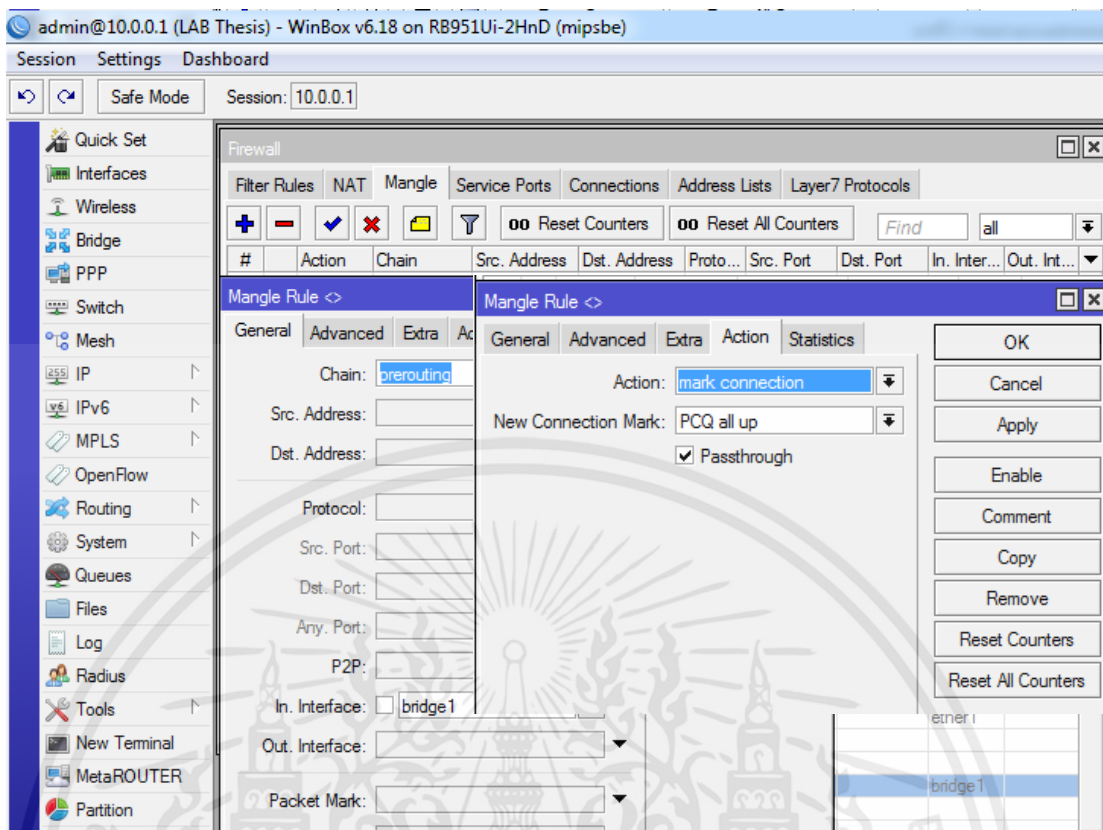 admin@10.0.0.1 (LAB Thesis) - WinBox v6.18 on RB951Ui-2HnD (mipsbe)
Session Settings Dashboard
Safe Mode Session: 10.0.0.1
Quick Set
Interfaces
Wireless
Bridge
PPP
Switch
Mesh
IP
IPv6
MPLS
OpenFlow
Routing
System
Queues
Files
Log
Radius
Tools
New Terminal
MetaROUTER
Partition
Firewall
Filter Rules NAT Mangle Service Ports Connections Address Lists Layer7 Protocols
00 Reset Counters 00 Reset All Counters Find all
# Action Chain Src. Address Dst. Address Proto... Src. Port Dst. Port In. Inter... Out. Int...
Mangle Rule <>
General Advanced Extra Ac
Chain: prerouting
Src. Address:
Dst. Address:
Protocol:
Src. Port:
Dst. Port:
Any. Port:
P2P:
In. Interface: bridge1
Out. Interface:
Packet Mark:
Mangle Rule <>
General Advanced Extra Action Statistics
Action: mark connection
New Connection Mark: PCQ all up
Passthrough
OK
Cancel
Apply
Enable
Comment
Copy
Remove
Reset Counters
Reset All Counters
ether1
bridge1